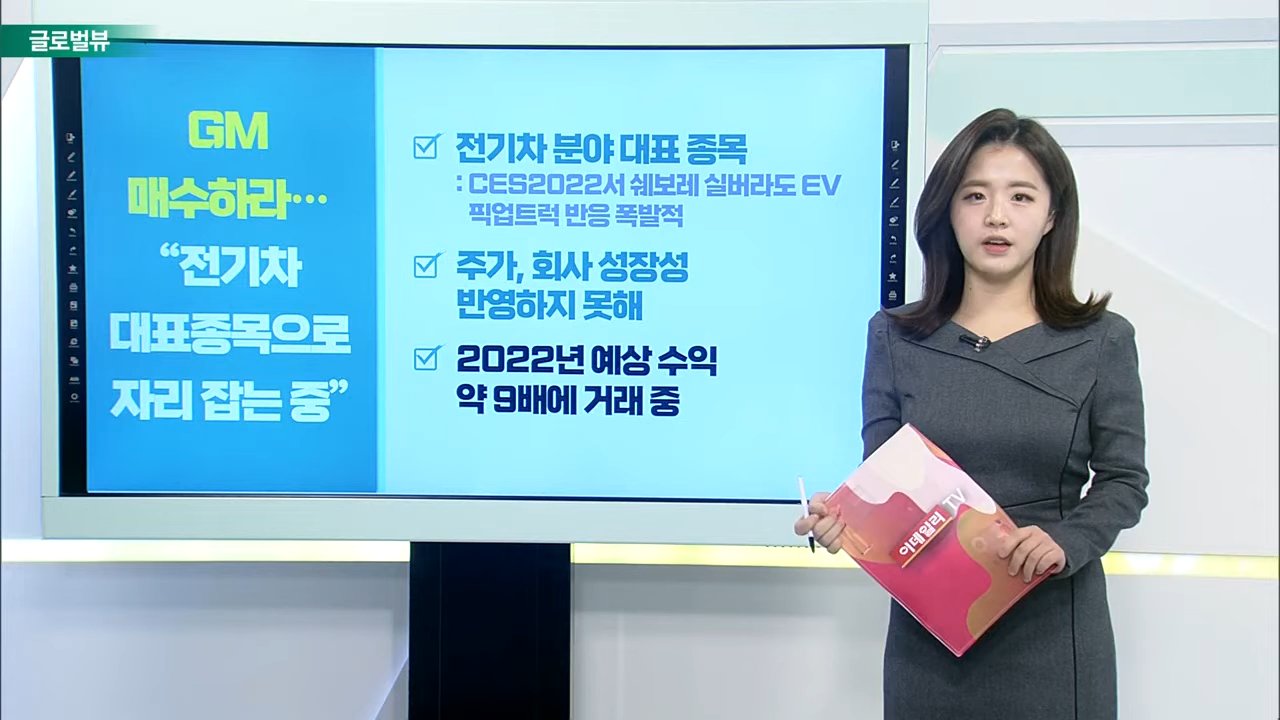 글로벌뷰
GM
매수하라…
“전기차
대표종목으로
자리 잡는 중”
전기차 분야 대표 종목
: CES2022서 쉐보레 실버라도 EV
픽업트럭 반응 폭발적
주가, 회사 성장성
반영하지 못해
2022년 예상 수익
약 9배에 거래 중
이데일리 TV